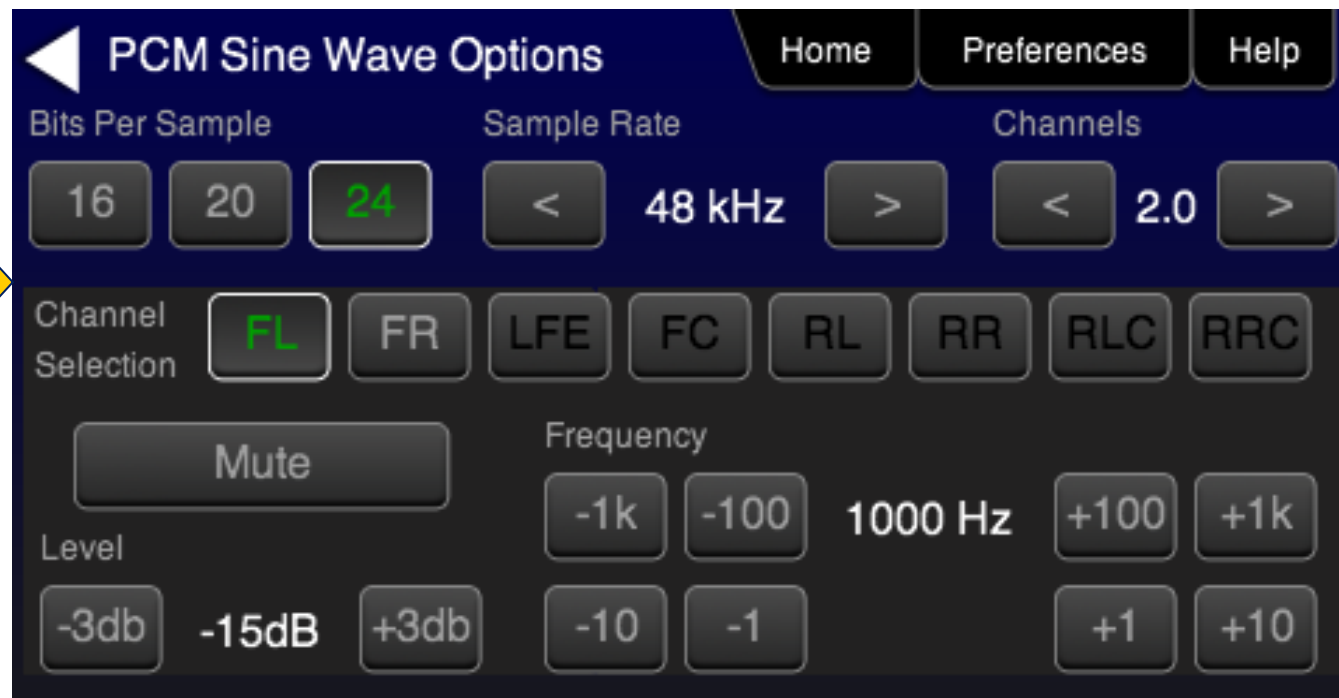 PCM Sine Wave Options Home Preferences Help
Bits Per Sample Sample Rate Channels
16 20 24 < 48 kHz > < 2.0 >
Channel
Selection
FL FR LFE FC RL RR RLC RRC
Mute
Frequency
-1k -100 1000 Hz +100 +1k
Level
-3db -15dB +3db -10 -1 +1 +10